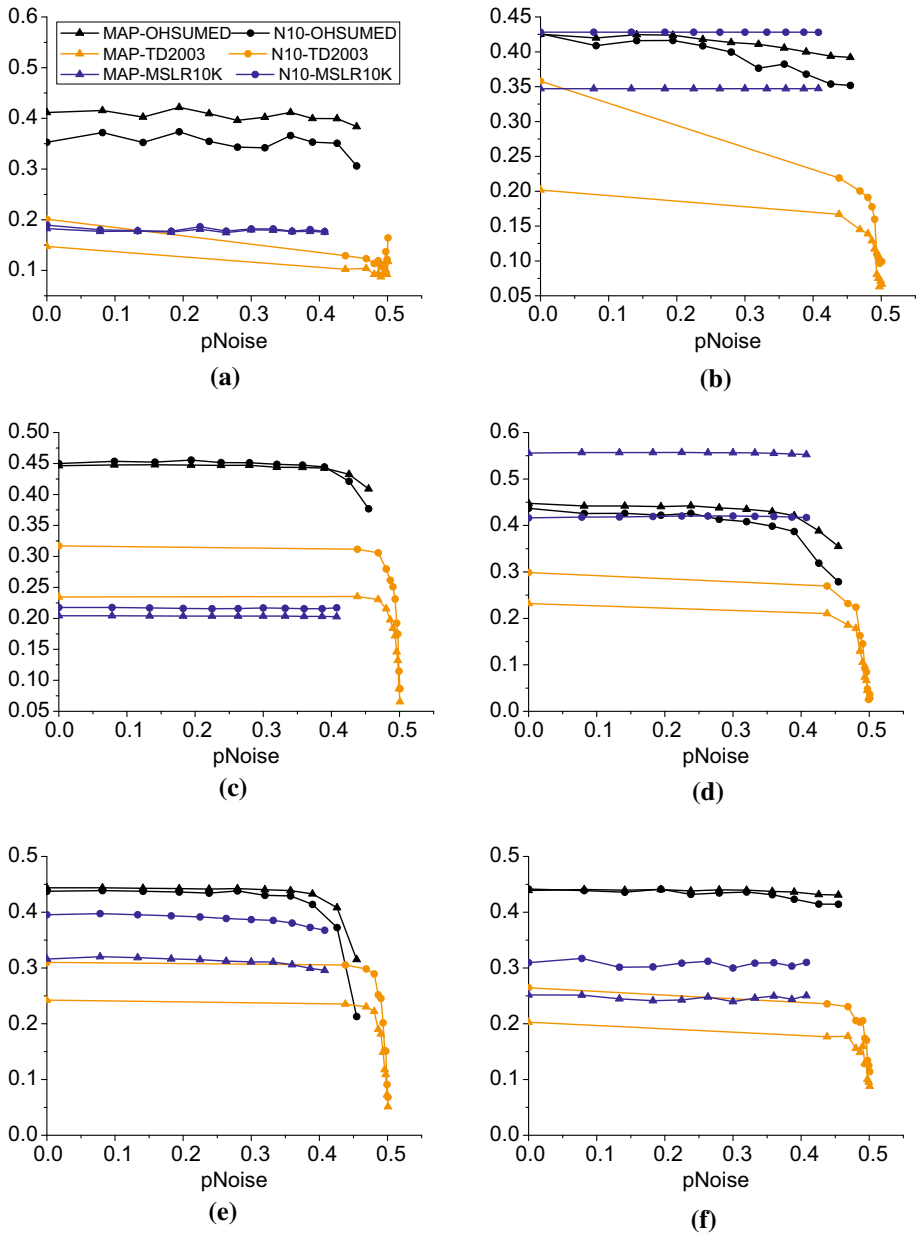 0.6
0.5
0.4
0.3
0.2
0.1
MAP-OHSUMED N10-OHSUMED
MAP-TD2003 N10-TD2003
MAP-MSLR10K N10-MSLR10K
0.0 0.1 0.2 0.3 0.4 0.5
pNoise
(a)
0.45
0.40
0.35
0.30
0.25
0.20
0.15
0.10
0.05
0.0 0.1 0.2 0.3 0.4 0.5
pNoise
(b)
0.50
0.45
0.40
0.35
0.30
0.25
0.20
0.15
0.10
0.05
0.0 0.1 0.2 0.3 0.4 0.5
pNoise
(c)
0.6
0.5
0.4
0.3
0.2
0.1
0.0
0.0 0.1 0.2 0.3 0.4 0.5
pNoise
(d)
0.5
0.4
0.3
0.2
0.1
0.0
0.0 0.1 0.2 0.3 0.4 0.5
pNoise
(e)
0.5
0.4
0.3
0.2
0.1
0.0
0.0 0.1 0.2 0.3 0.4 0.5
pNoise
(f)